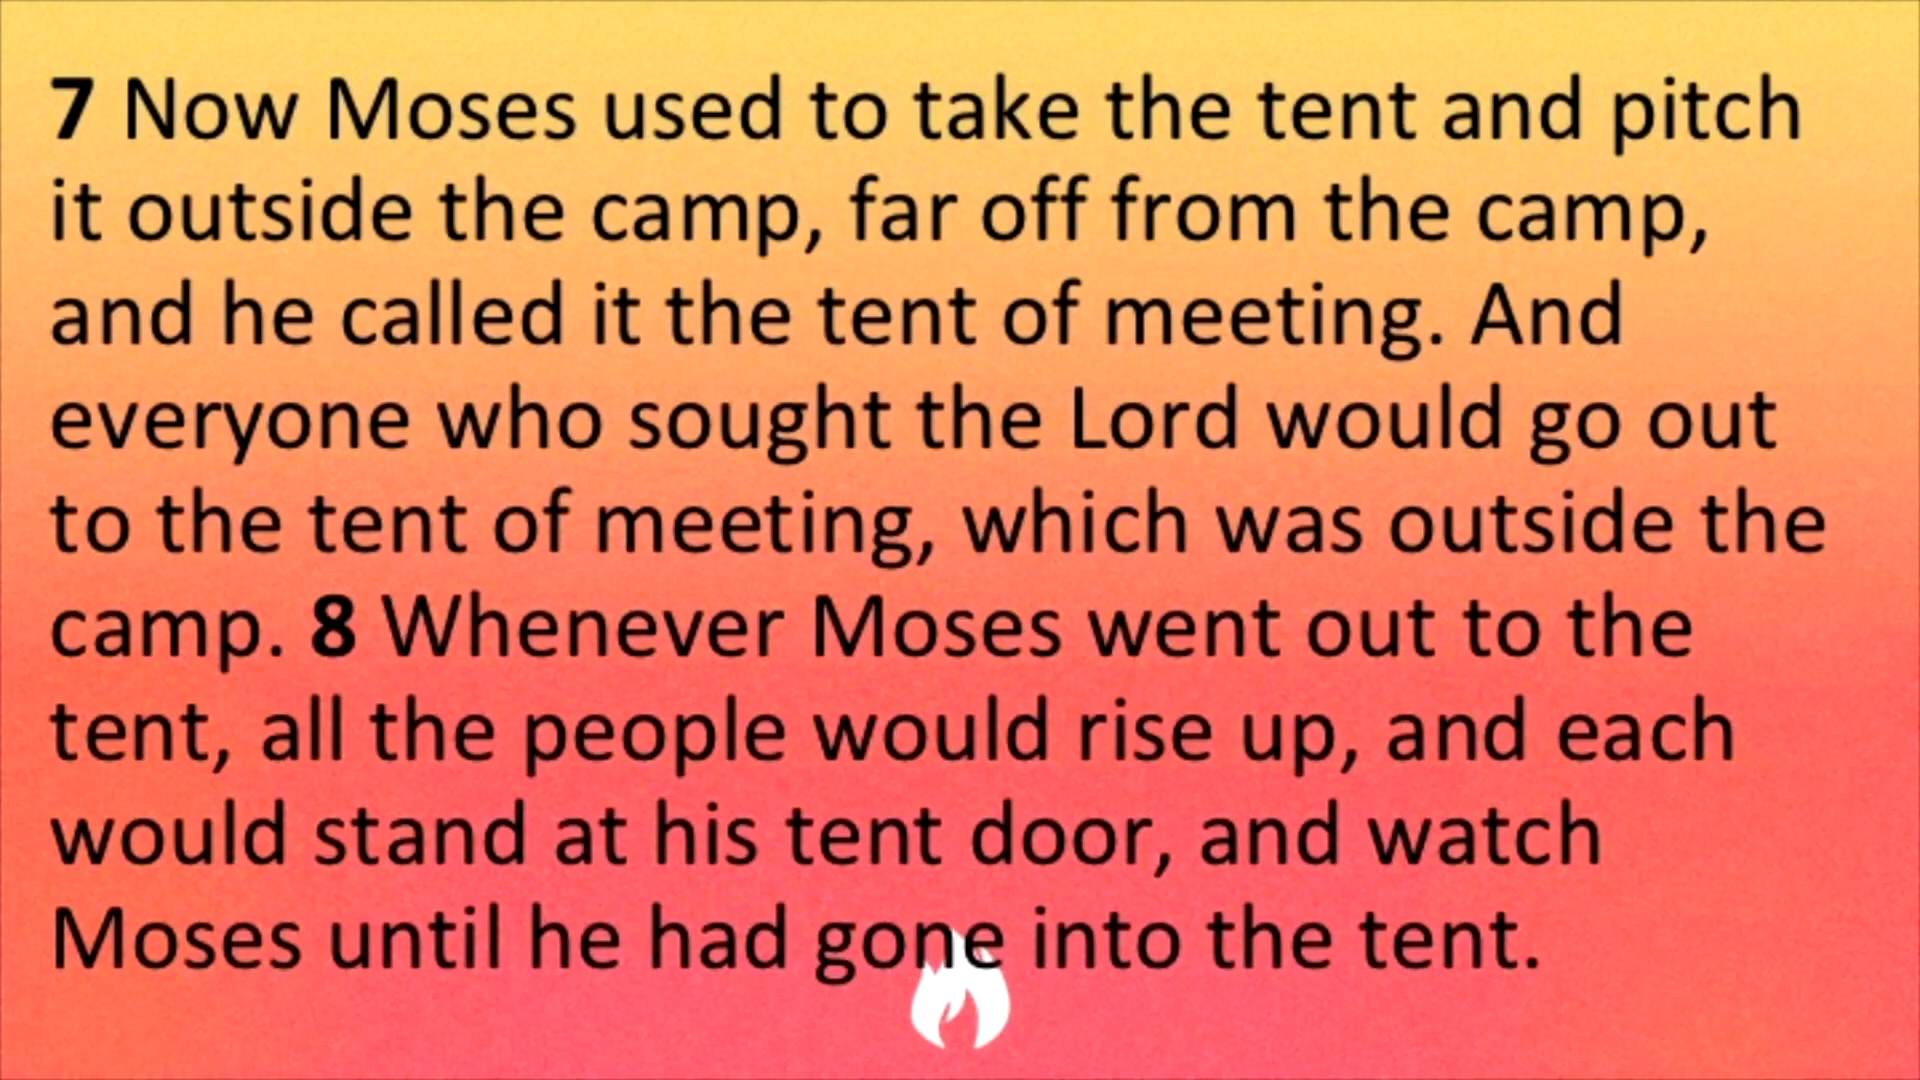 7 Now Moses used to take the tent and pitch
it outside the camp, far off from the camp,
and he called it the tent of meeting. And
everyone who sought the Lord would go out
to the tent of meeting, which was outside the
camp. 8 Whenever Moses went out to the
tent, all the people would rise up, and each
would stand at his tent door, and watch
Moses until he had gone into the tent.